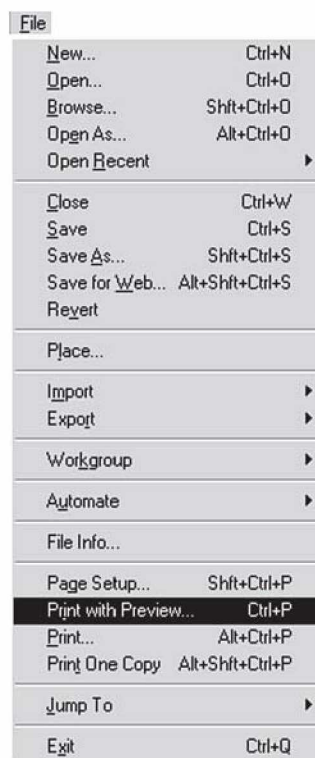 File
New... Ctrl+N
Open... Ctrl+O
Browse... Shft+Ctrl+O
Open As... Alt+Ctrl+O
Open Recent
Close Ctrl+W
Save Ctrl+S
Save As... Shft+Ctrl+S
Save for Web... Alt+Shft+Ctrl+S
Revert
Place...
Import
Export
Workgroup
Automate
File Info...
Page Setup... Shft+Ctrl+P
Print with Preview... Ctrl+P
Print... Alt+Ctrl+P
Print One Copy Alt+Shft+Ctrl+P
Jump To
Exit Ctrl+Q